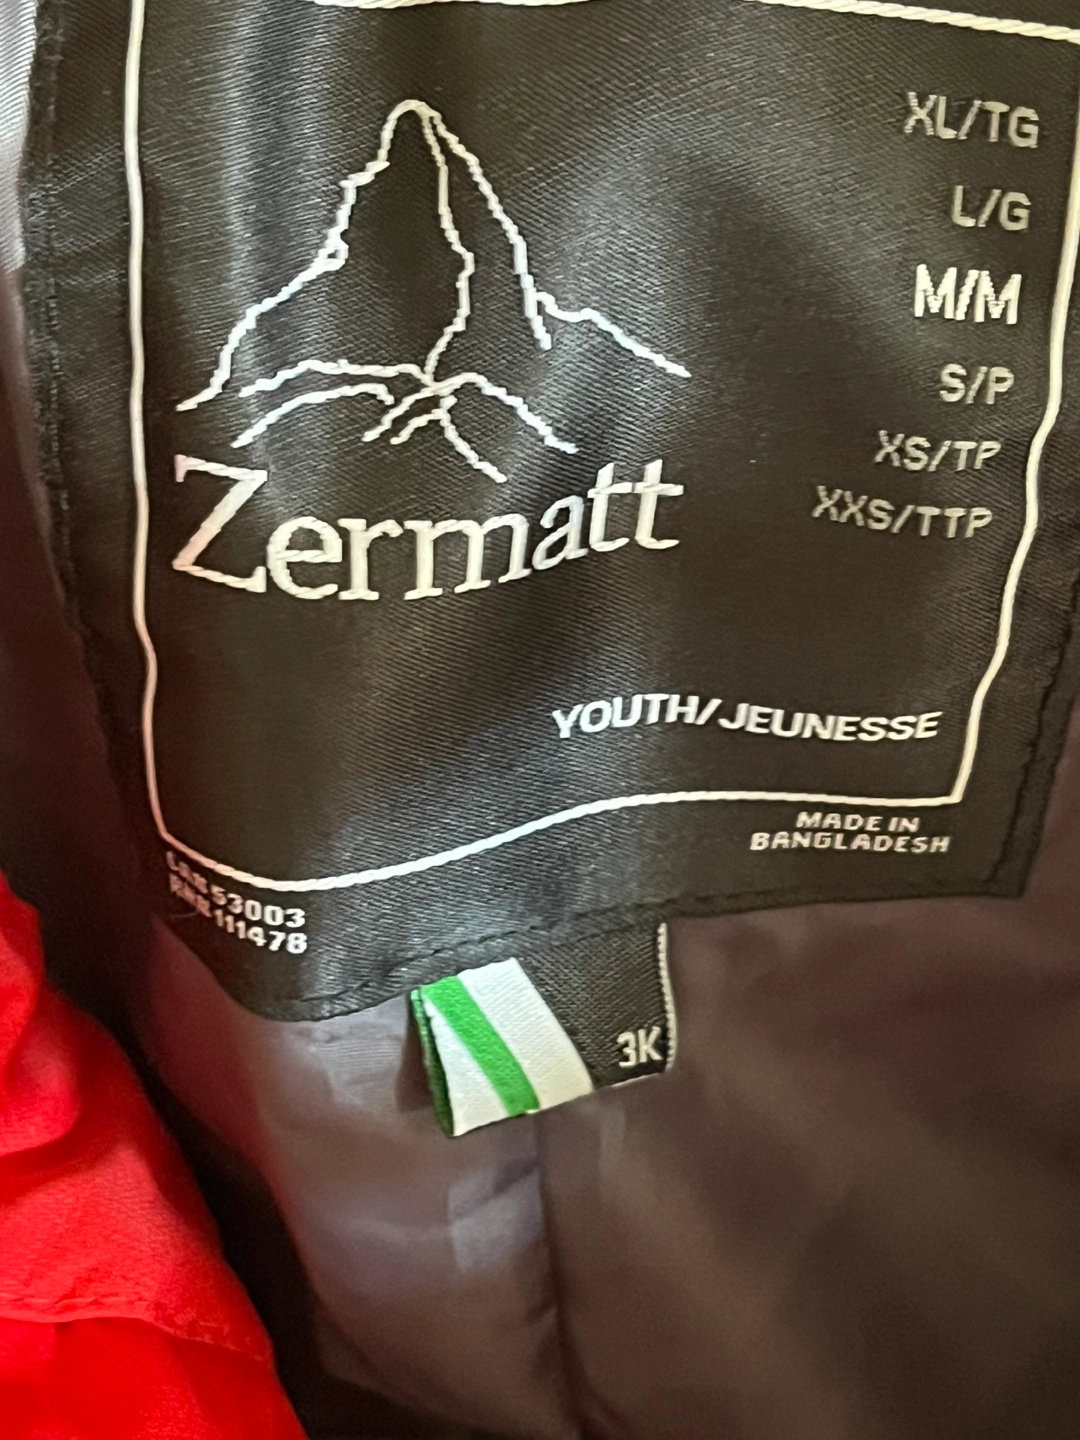 XL/TG
L/G
M/M
S/P
XS/TP
XXS/TTP
Zermatt
YOUTH/JEUNESSE
MADE IN
BANGLADESH
53003
111478
3K